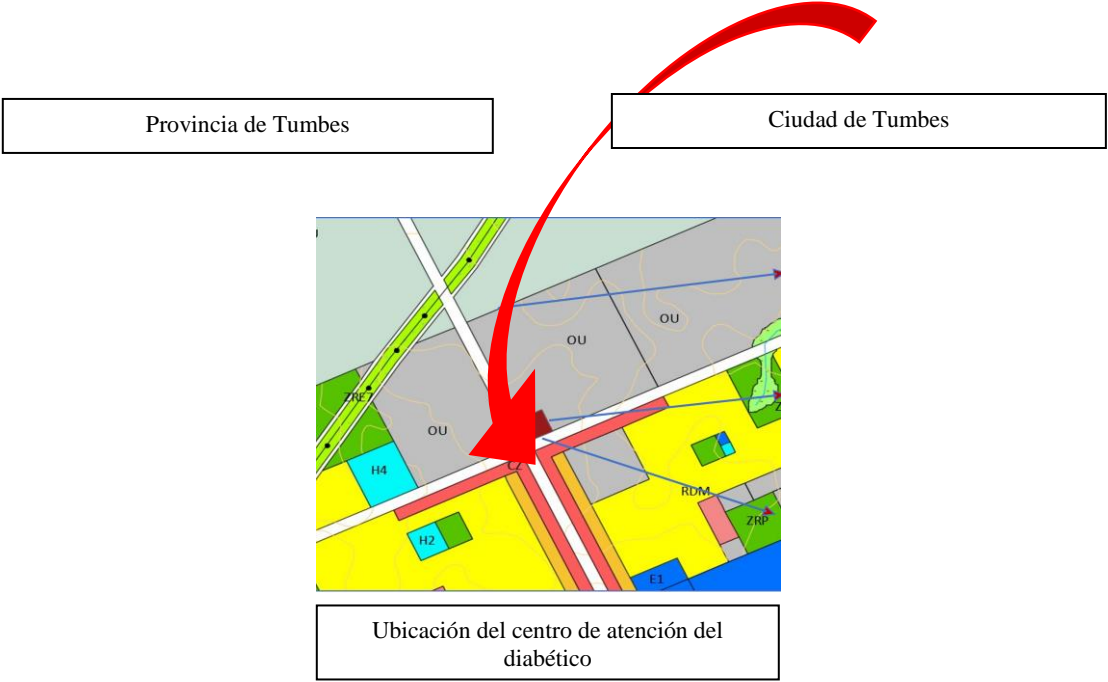 Provincia de Tumbes
Ciudad de Tumbes
OU
OU
ZRE7
OU
CZ
H4
RDM
ZRP
H2
E1
Ubicación del centro de atención del
diabético